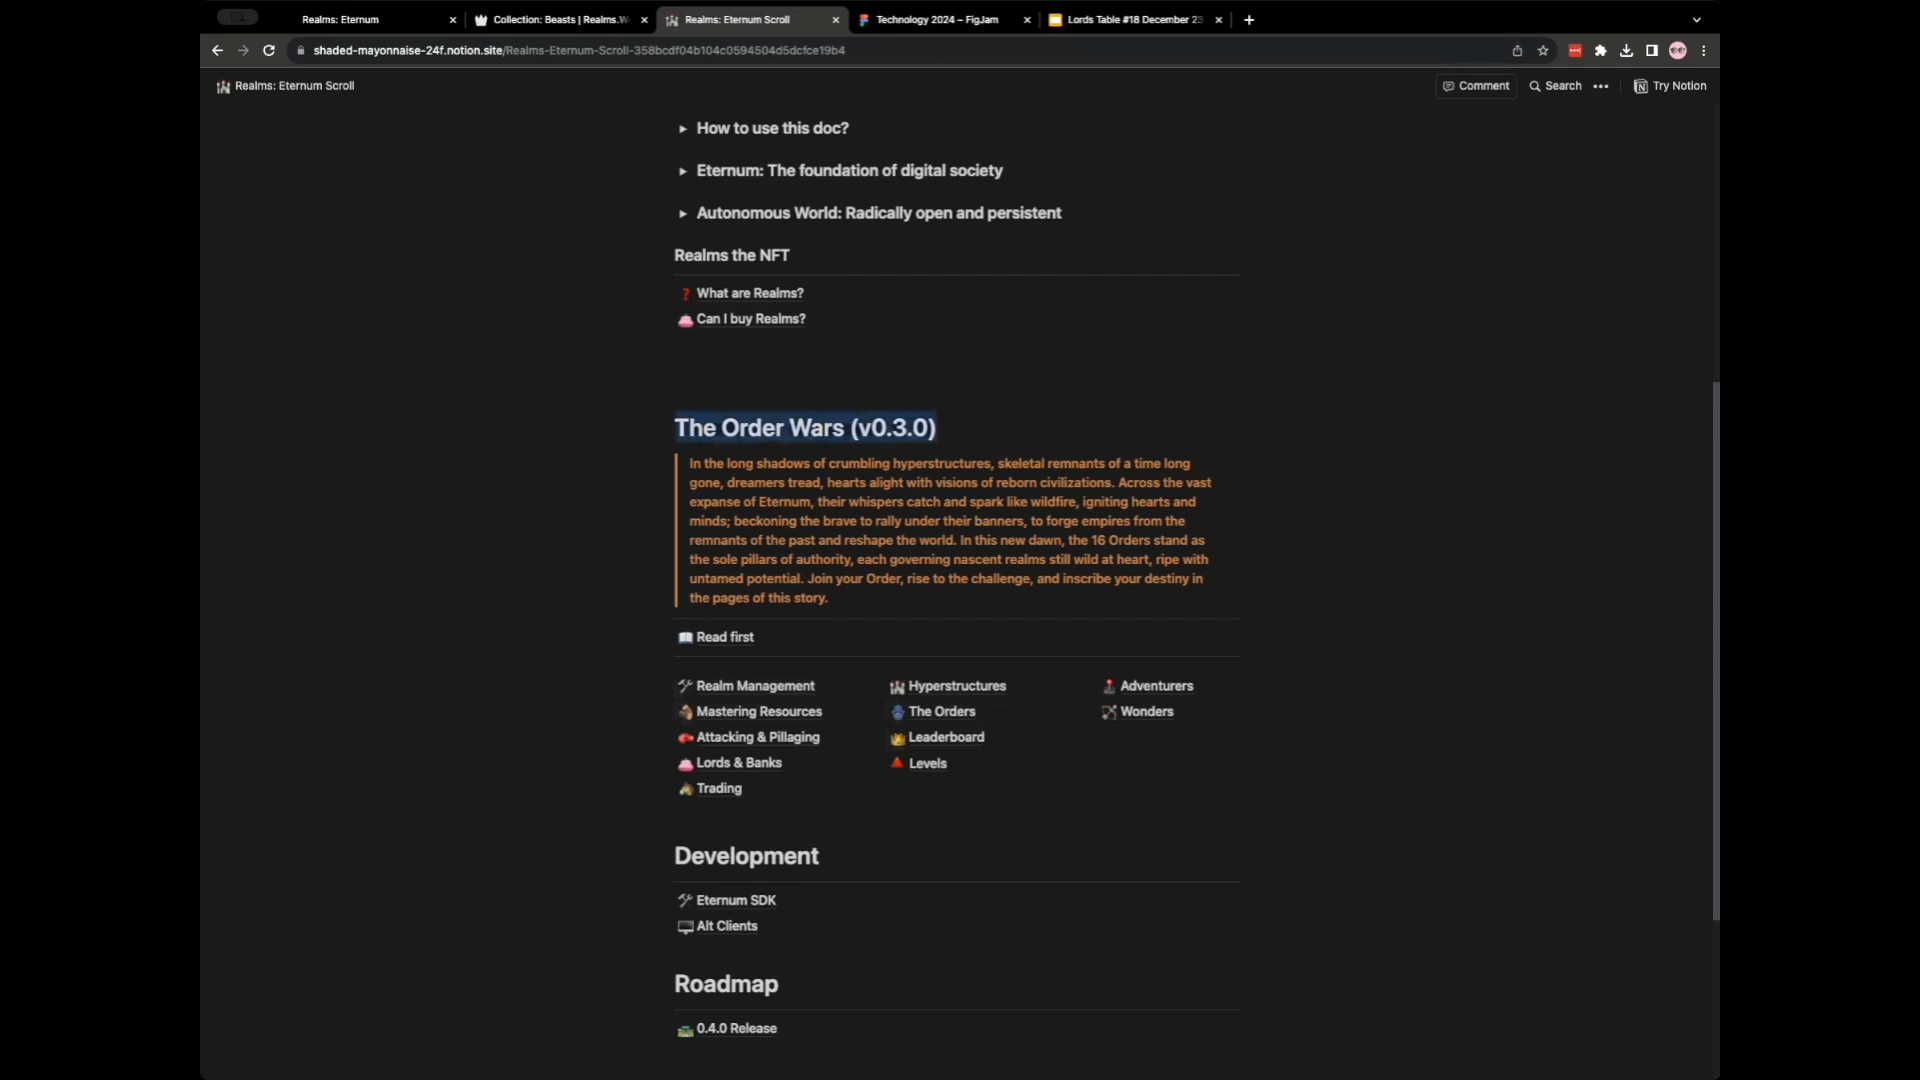 Realms: Eternum
Collection: Beasts | Realms.W
Realms: Eternum Scroll
Technology 2024 – FigJam
Lords Table #18 December 23
shaded-mayonnaise-24f.notion.site/Realms-Eternum-Scroll-358bcdf04b104c0594504d5dcfce19b4
Realms: Eternum Scroll
Comment
Search
Try Notion
How to use this doc?
Eternum: The foundation of digital society
Autonomous World: Radically open and persistent
Realms the NFT
What are Realms?
Can I buy Realms?
The Order Wars (v0.3.0)
In the long shadows of crumbling hyperstructures, skeletal remnants of a time long
gone, dreamers tread, hearts alight with visions of reborn civilizations. Across the vast
expanse of Eternum, their whispers catch and spark like wildfire, igniting hearts and
minds; beckoning the brave to rally under their banners, to forge empires from the
remnants of the past and reshape the world. In this new dawn, the 16 Orders stand as
the sole pillars of authority, each governing nascent realms still wild at heart, ripe with
untamed potential. Join your Order, rise to the challenge, and inscribe your destiny in
the pages of this story.
Read first
Realm Management
Mastering Resources
Attacking & Pillaging
Lords & Banks
Trading
Hyperstructures
The Orders
Leaderboard
Levels
Adventurers
Wonders
Development
Eternum SDK
Alt Clients
Roadmap
0.4.0 Release